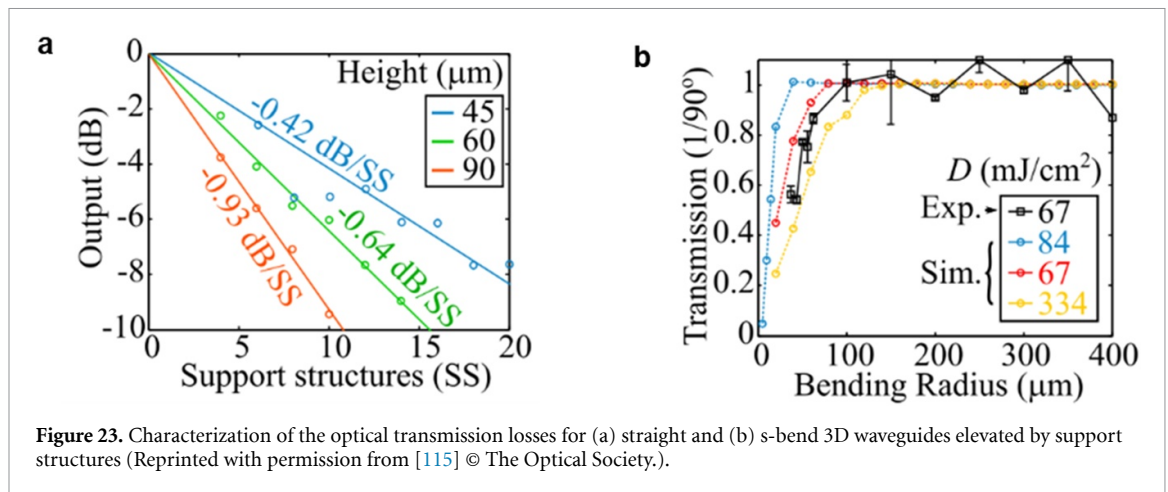 a
Output (dB)
0
-2
-4
-6
-8
-10
Height (μm)
45
60
90
-0.42 dB/SS
-0.64 dB/SS
-0.93 dB/SS
0 5 10 15 20
Support structures (SS)
b
Transmission (1/90°)
1
0.8
0.6
0.4
0.2
0
D (mJ/cm²)
Exp. 67
84
Sim. 67
334
0 100 200 300 400
Bending Radius (μm)
Figure 23. Characterization of the optical transmission losses for (a) straight and (b) s-bend 3D waveguides elevated by support
structures (Reprinted with permission from [115] © The Optical Society.).